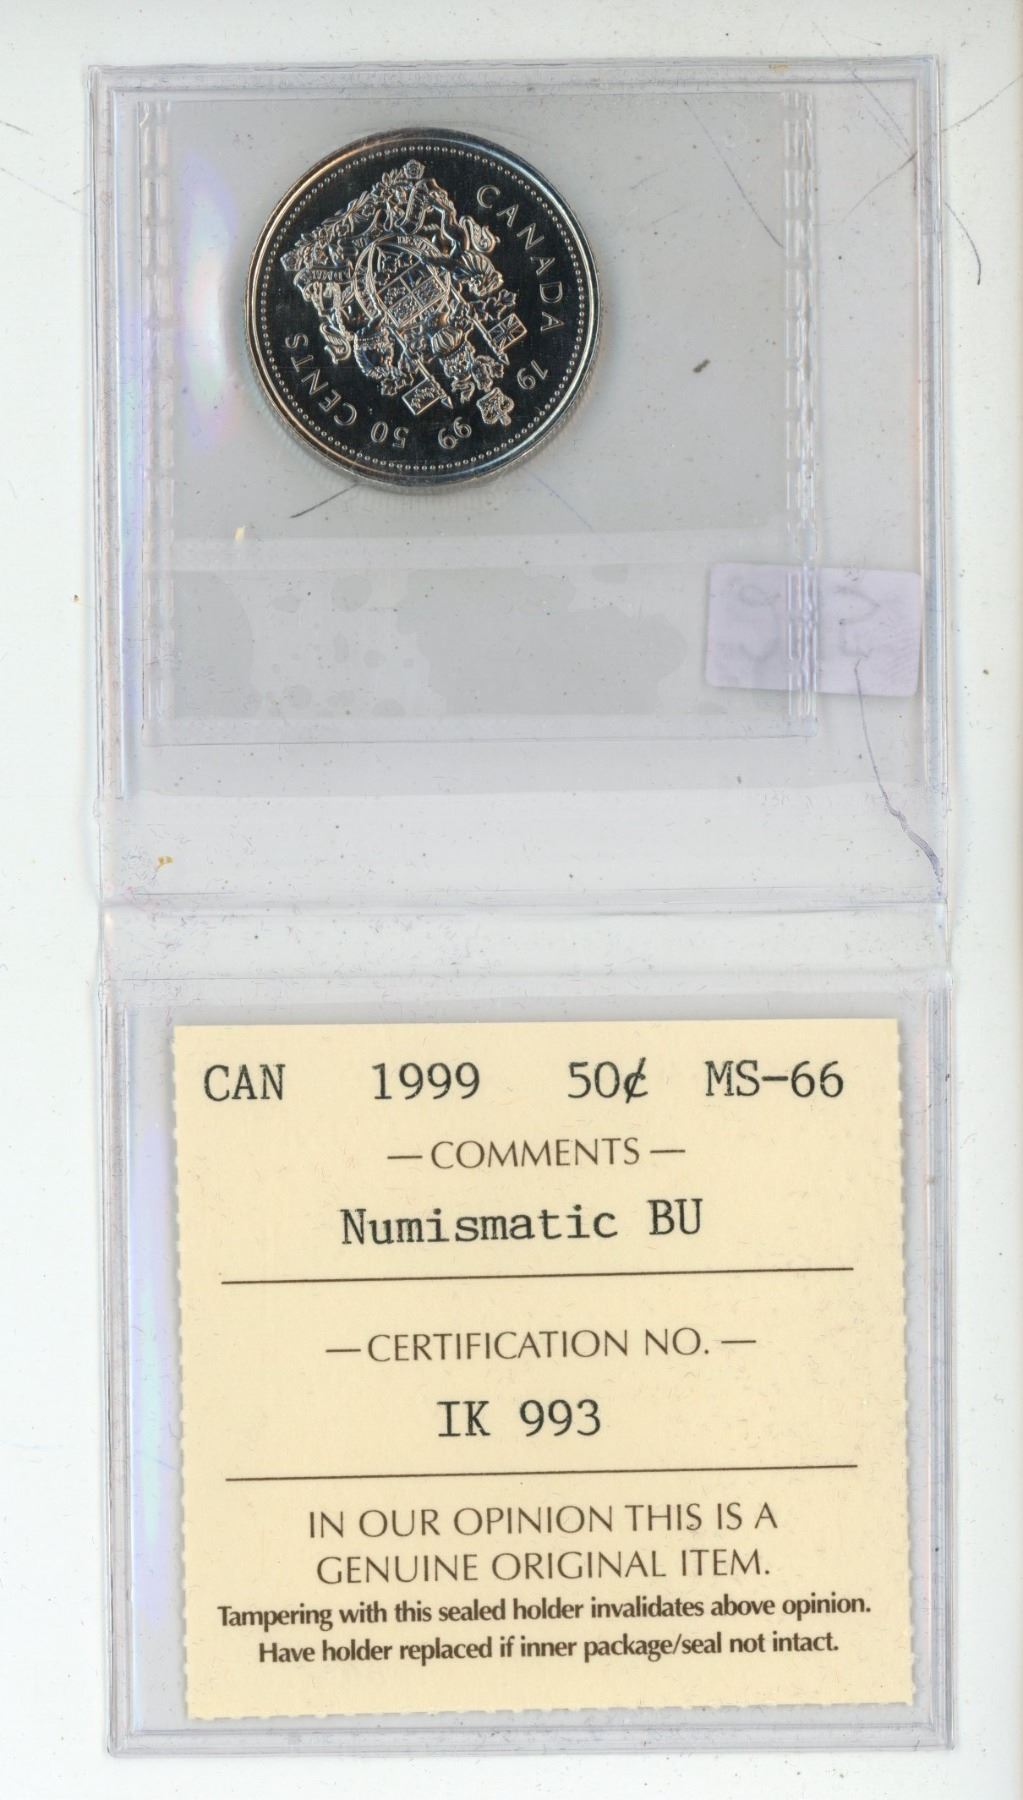 CANADA 19 99 50 CENTS
CAN 1999 50¢ MS-66
— COMMENTS —
Numismatic BU
— CERTIFICATION NO. —
IK 993
IN OUR OPINION THIS IS A
GENUINE ORIGINAL ITEM.
Tampering with this sealed holder invalidates above opinion.
Have holder replaced if inner package/seal not intact.